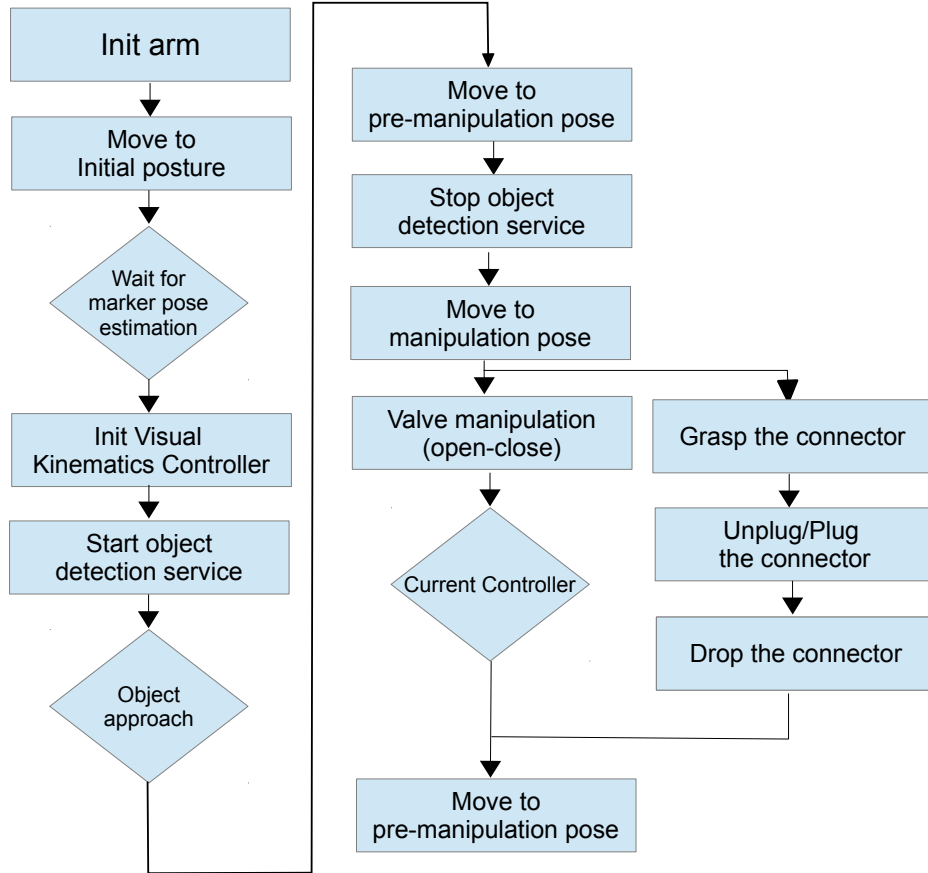 Init arm
Move to
Initial posture
Wait for
marker pose
estimation
Init Visual
Kinematics Controller
Start object
detection service
Object
approach
Move to
pre-manipulation pose
Stop object
detection service
Move to
manipulation pose
Valve manipulation
(open-close)
Current Controller
Grasp the connector
Unplug/Plug
the connector
Drop the connector
Move to
pre-manipulation pose